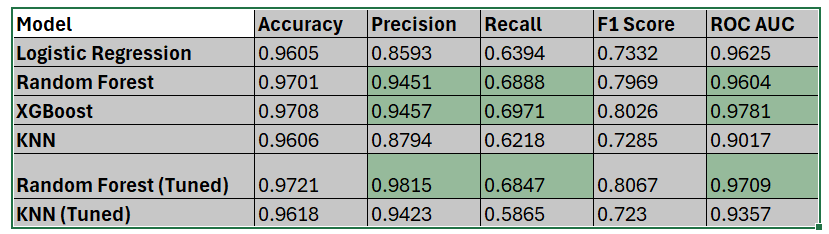 Model Accuracy Precision Recall F1 Score ROC AUC
Logistic Regression 0.9605 0.8593 0.6394 0.7332 0.9625
Random Forest 0.9701 0.9451 0.6888 0.7969 0.9604
XGBoost 0.9708 0.9457 0.6971 0.8026 0.9781
KNN 0.9606 0.8794 0.6218 0.7285 0.9017
Random Forest (Tuned) 0.9721 0.9815 0.6847 0.8067 0.9709
KNN (Tuned) 0.9618 0.9423 0.5865 0.723 0.9357